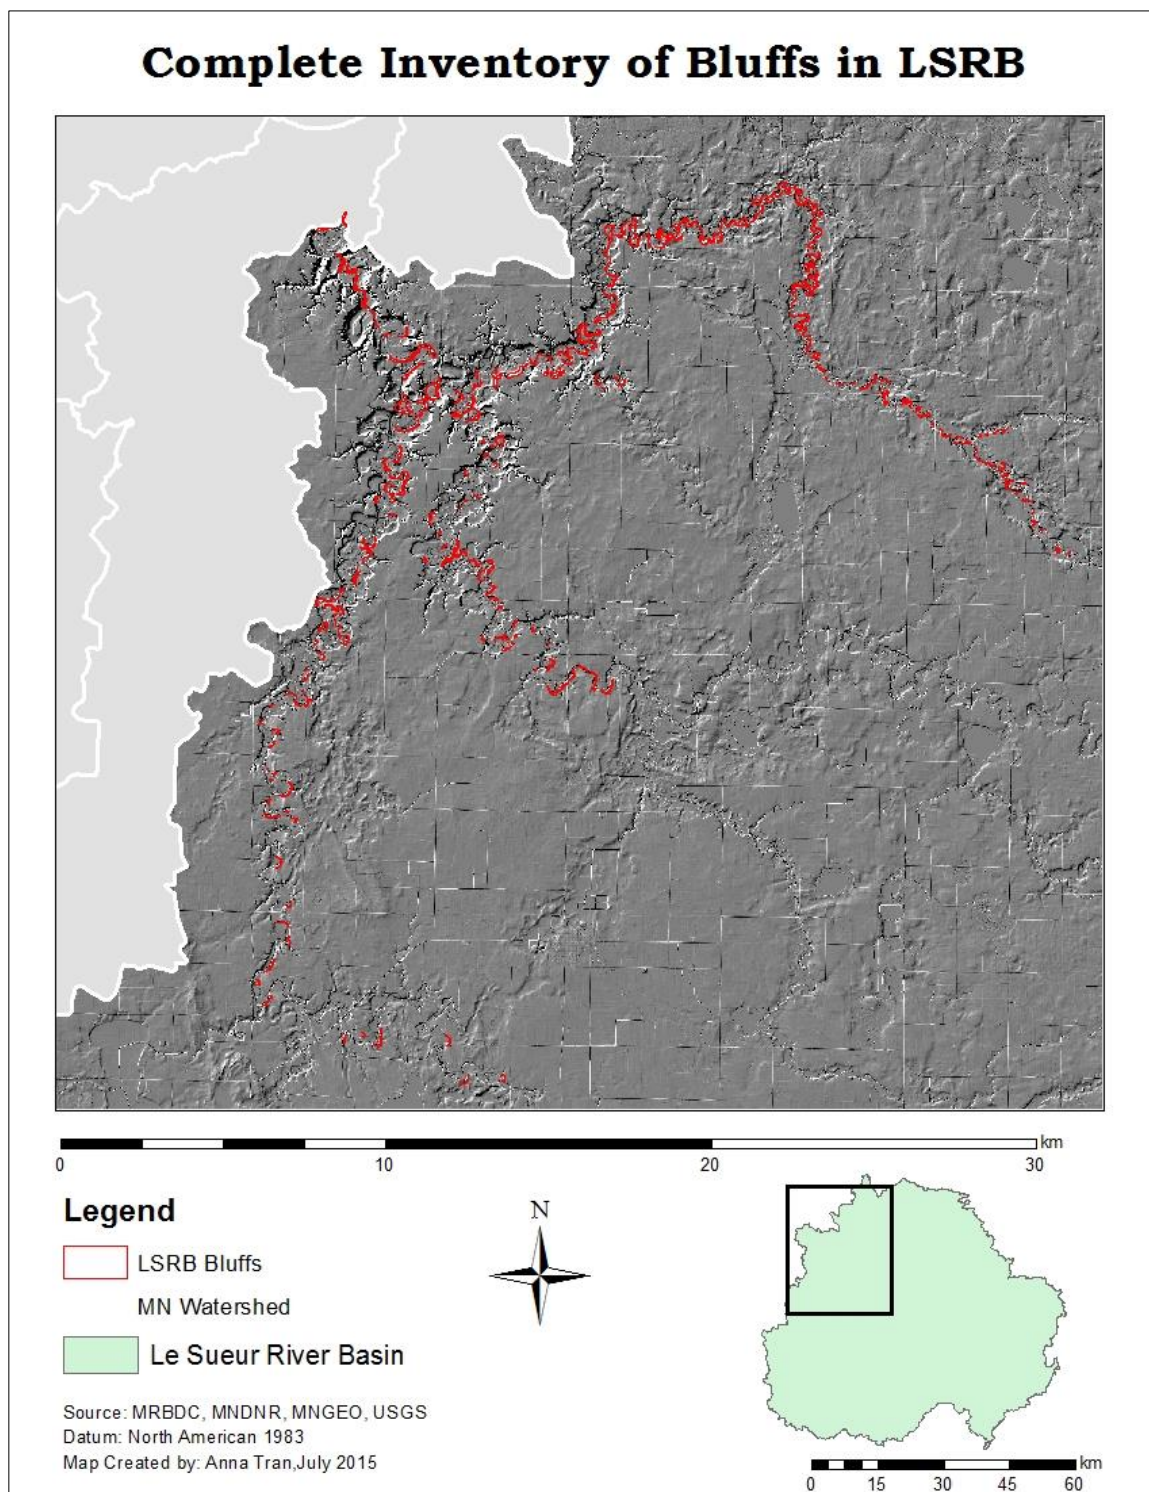 Complete Inventory of Bluffs in LSRB
km
0 10 20 30
Legend
LSRB Bluffs
MN Watershed
Le Sueur River Basin
N
Source: MRBDC, MNDNR, MNGEO, USGS
Datum: North American 1983
Map Created by: Anna Tran,July 2015
km
0 15 30 45 60